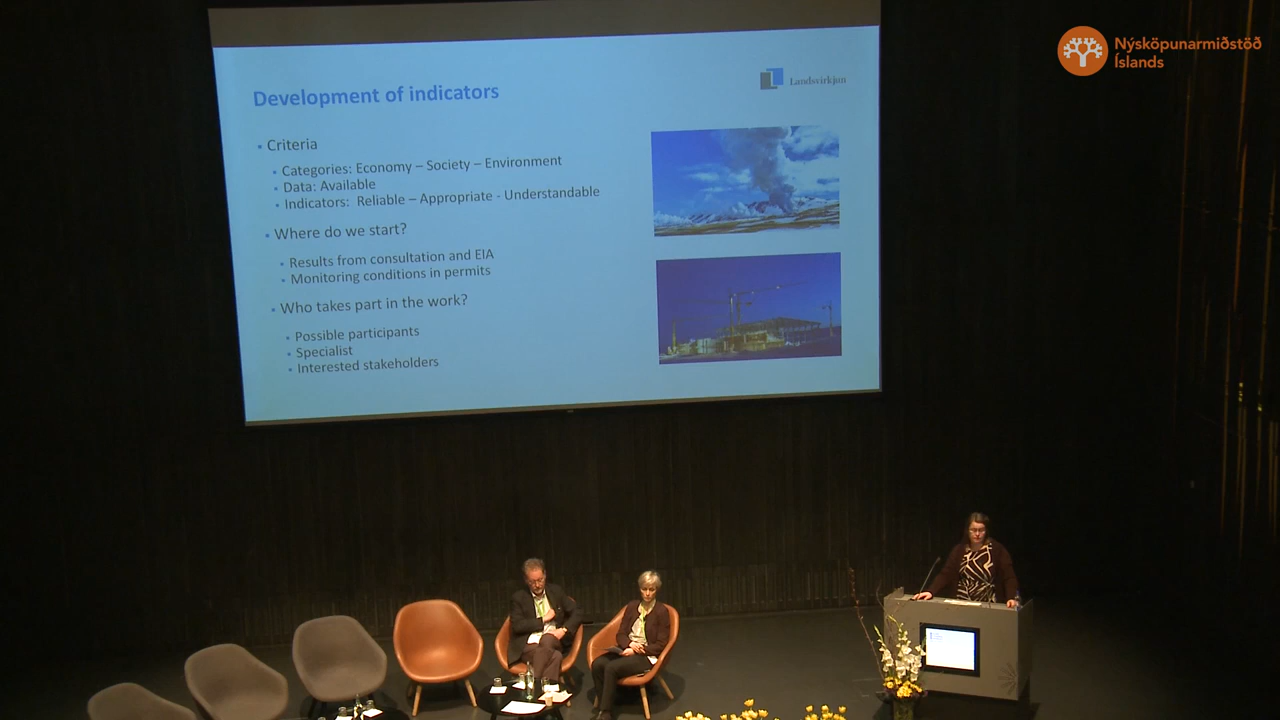 Nýsköpunarmiðstöð
Íslands
Landsvirkjun
Development of indicators
Criteria
Categories: Economy – Society – Environment
Data: Available
Indicators: Reliable – Appropriate - Understandable
Where do we start?
Results from consultation and EIA
Monitoring conditions in permits
Who takes part in the work?
Possible participants
Specialist
Interested stakeholders